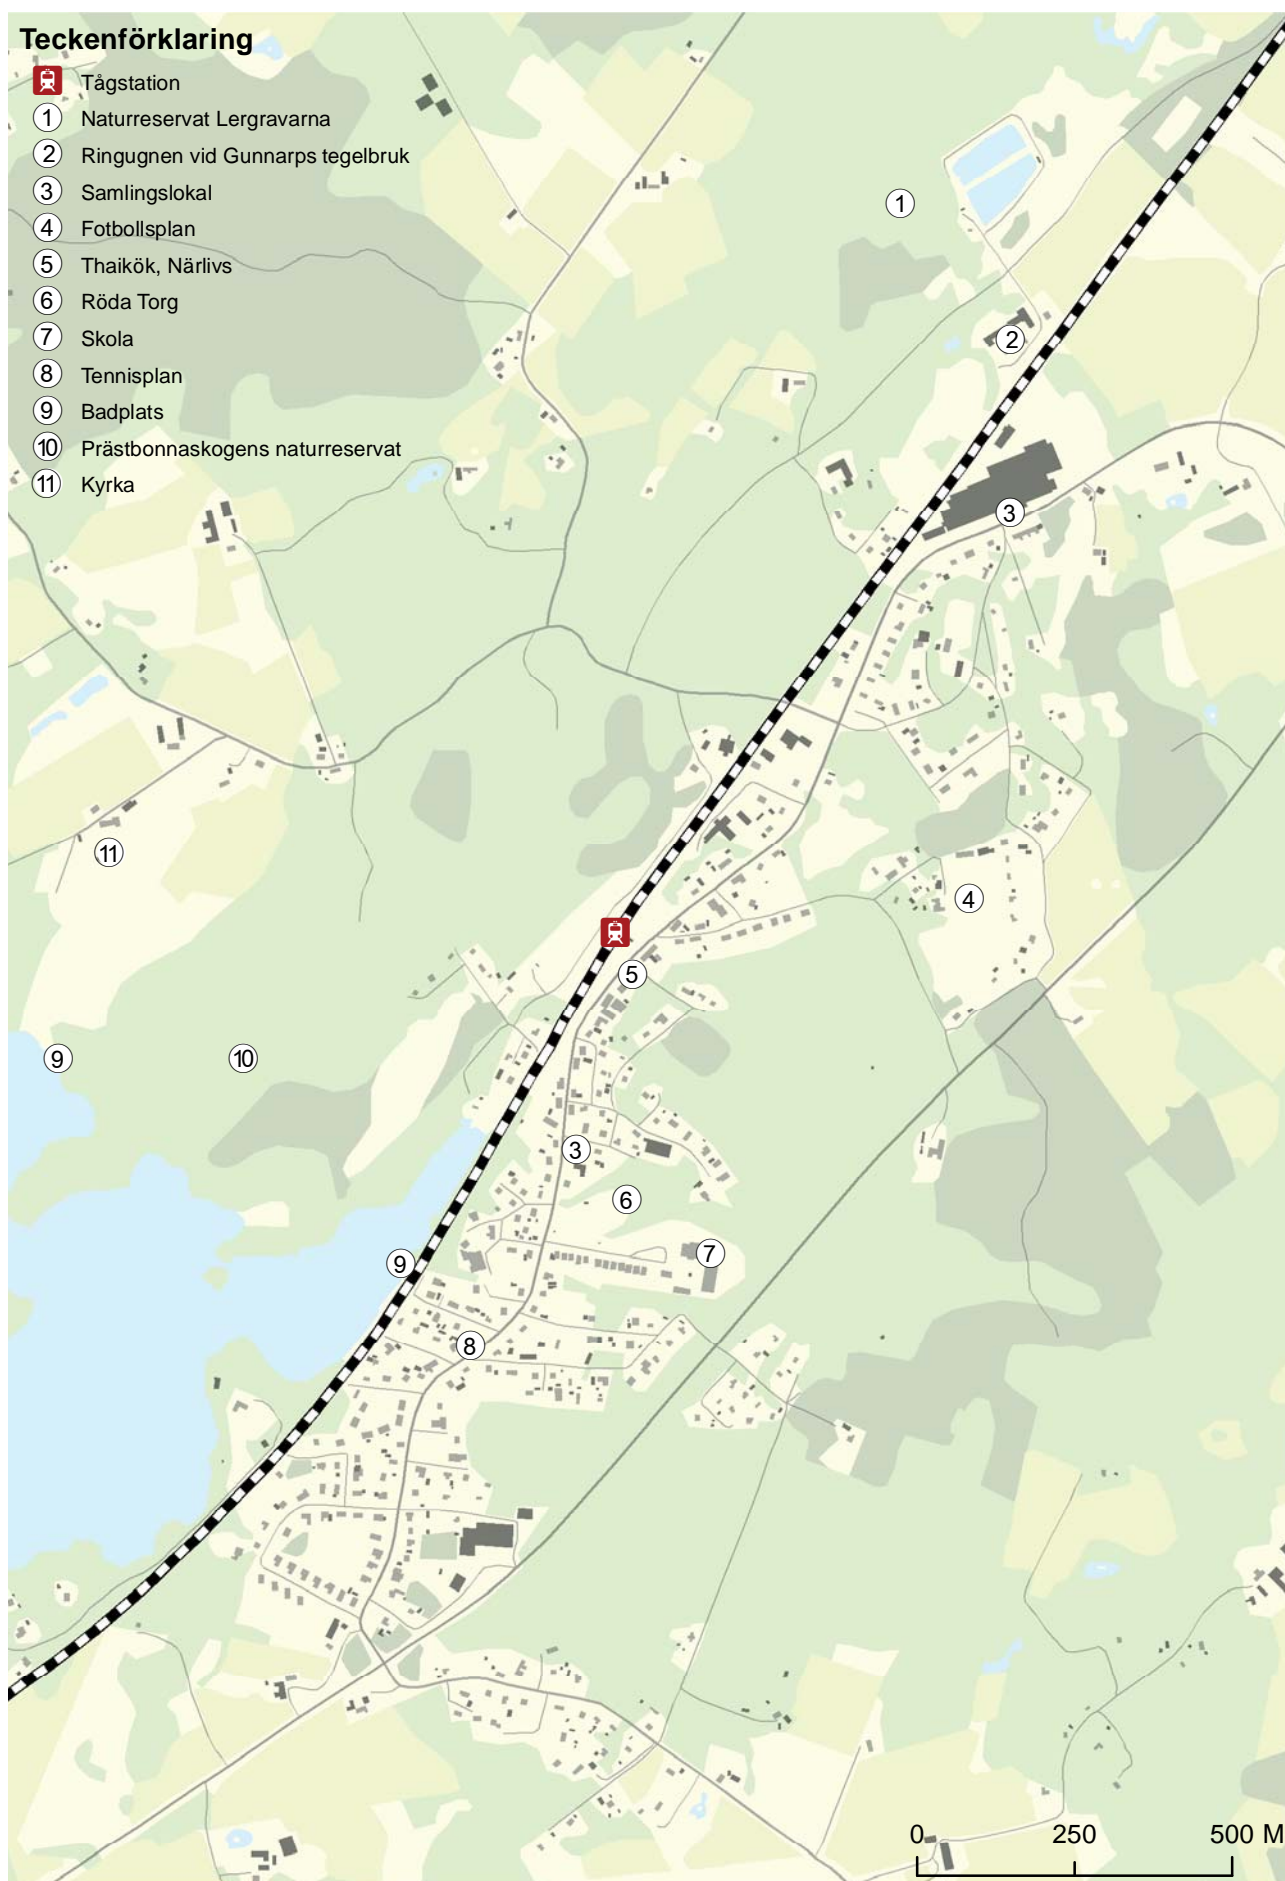 Teckenförklaring
Tågstation
1 Naturreservat Lergravarna
2 Ringugnen vid Gunnarps tegelbruk
3 Samlingslokal
4 Fotbollsplan
5 Thaikök, Närlivs
6 Röda Torg
7 Skola
8 Tennisplan
9 Badplats
10 Prästbonnaskogens naturreservat
11 Kyrka
1
2
3
11
4
5
9
10
3
6
7
9
8
0 250 500 M